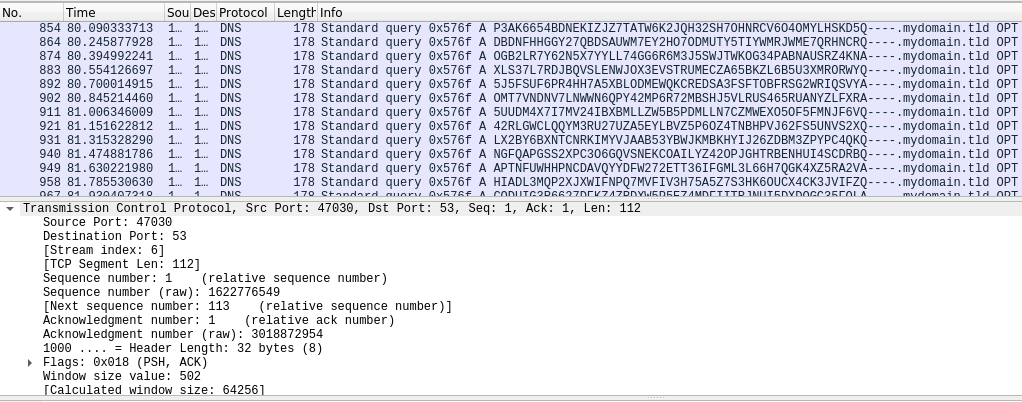 No. Time Sou Des Protocol Length Info
854 80.090333713 1… 1… DNS 178 Standard query 0x576f A P3AK6654BDNEKIZJZ7TATW6K2JQH32SH7OHNRCV6O4OMYLHSKD5Q----.mydomain.tld OPT
864 80.245877928 1… 1… DNS 178 Standard query 0x576f A DBDNFHHGGY27QBDSAUWM7EY2HO7ODMUTY5TIYWMRJWME7QRHNCRQ----.mydomain.tld OPT
874 80.394992241 1… 1… DNS 178 Standard query 0x576f A OGB2LR7Y62N5X7YYLL74GG6R6M3J5SWJTWKOG34PABNAUSRZ4KNA----.mydomain.tld OPT
883 80.554126697 1… 1… DNS 178 Standard query 0x576f A XLS37L7RDJBQVSLENWJOX3EVSTRUMECZA65BKZL6B5U3XMRORWYQ----.mydomain.tld OPT
892 80.700014915 1… 1… DNS 178 Standard query 0x576f A 5J5FSUF6PR4HH7A5XBLODMEWQKCREDSA3FSFTOBFRSG2WRIQSVYA----.mydomain.tld OPT
902 80.845214460 1… 1… DNS 178 Standard query 0x576f A OMT7VNDNV7LNWWN6QPY42MP6R72MBSHJ5VLRUS465RUANYZLFXRA----.mydomain.tld OPT
911 81.006346009 1… 1… DNS 178 Standard query 0x576f A 5UUDM4X7I7MV24IBXBMLLZW5B5PDMLLN7CZMWEXO5OF5FMNJF6VQ----.mydomain.tld OPT
921 81.151622812 1… 1… DNS 178 Standard query 0x576f A 42RLGWCLQQYM3RU27UZA5EYLBVZ5P6OZ4TNBHPVJ62FS5UNVS2XQ----.mydomain.tld OPT
931 81.315328290 1… 1… DNS 178 Standard query 0x576f A LX2BY6BXNTCNRKIMYVJAAB53YBWJKMBKHYIJ26ZDBM3ZPYPC4QKQ----.mydomain.tld OPT
940 81.474881786 1… 1… DNS 178 Standard query 0x576f A NGFQAPGSS2XPC3O6GQVSNEKCOAILYZ42OPJGHTRBENHUI4SCDRBQ----.mydomain.tld OPT
949 81.630221980 1… 1… DNS 178 Standard query 0x576f A APTNFUWHHPNCDAVQYYDFW272ETT36IFGML3L66H7QGK4XZ5RA2VA----.mydomain.tld OPT
958 81.785530630 1… 1… DNS 178 Standard query 0x576f A HIADL3MQP2XJXWIFNPQ7MVFIV3H75A5Z7S3HK6OUCX4CK3JVIFZQ----.mydomain.tld OPT
Transmission Control Protocol, Src Port: 47030, Dst Port: 53, Seq: 1, Ack: 1, Len: 112
Source Port: 47030
Destination Port: 53
[Stream index: 6]
[TCP Segment Len: 112]
Sequence number: 1 (relative sequence number)
Sequence number (raw): 1622776549
[Next sequence number: 113 (relative sequence number)]
Acknowledgment number: 1 (relative ack number)
Acknowledgment number (raw): 3018872954
1000 .... = Header Length: 32 bytes (8)
Flags: 0x018 (PSH, ACK)
Window size value: 502
[Calculated window size: 64256]